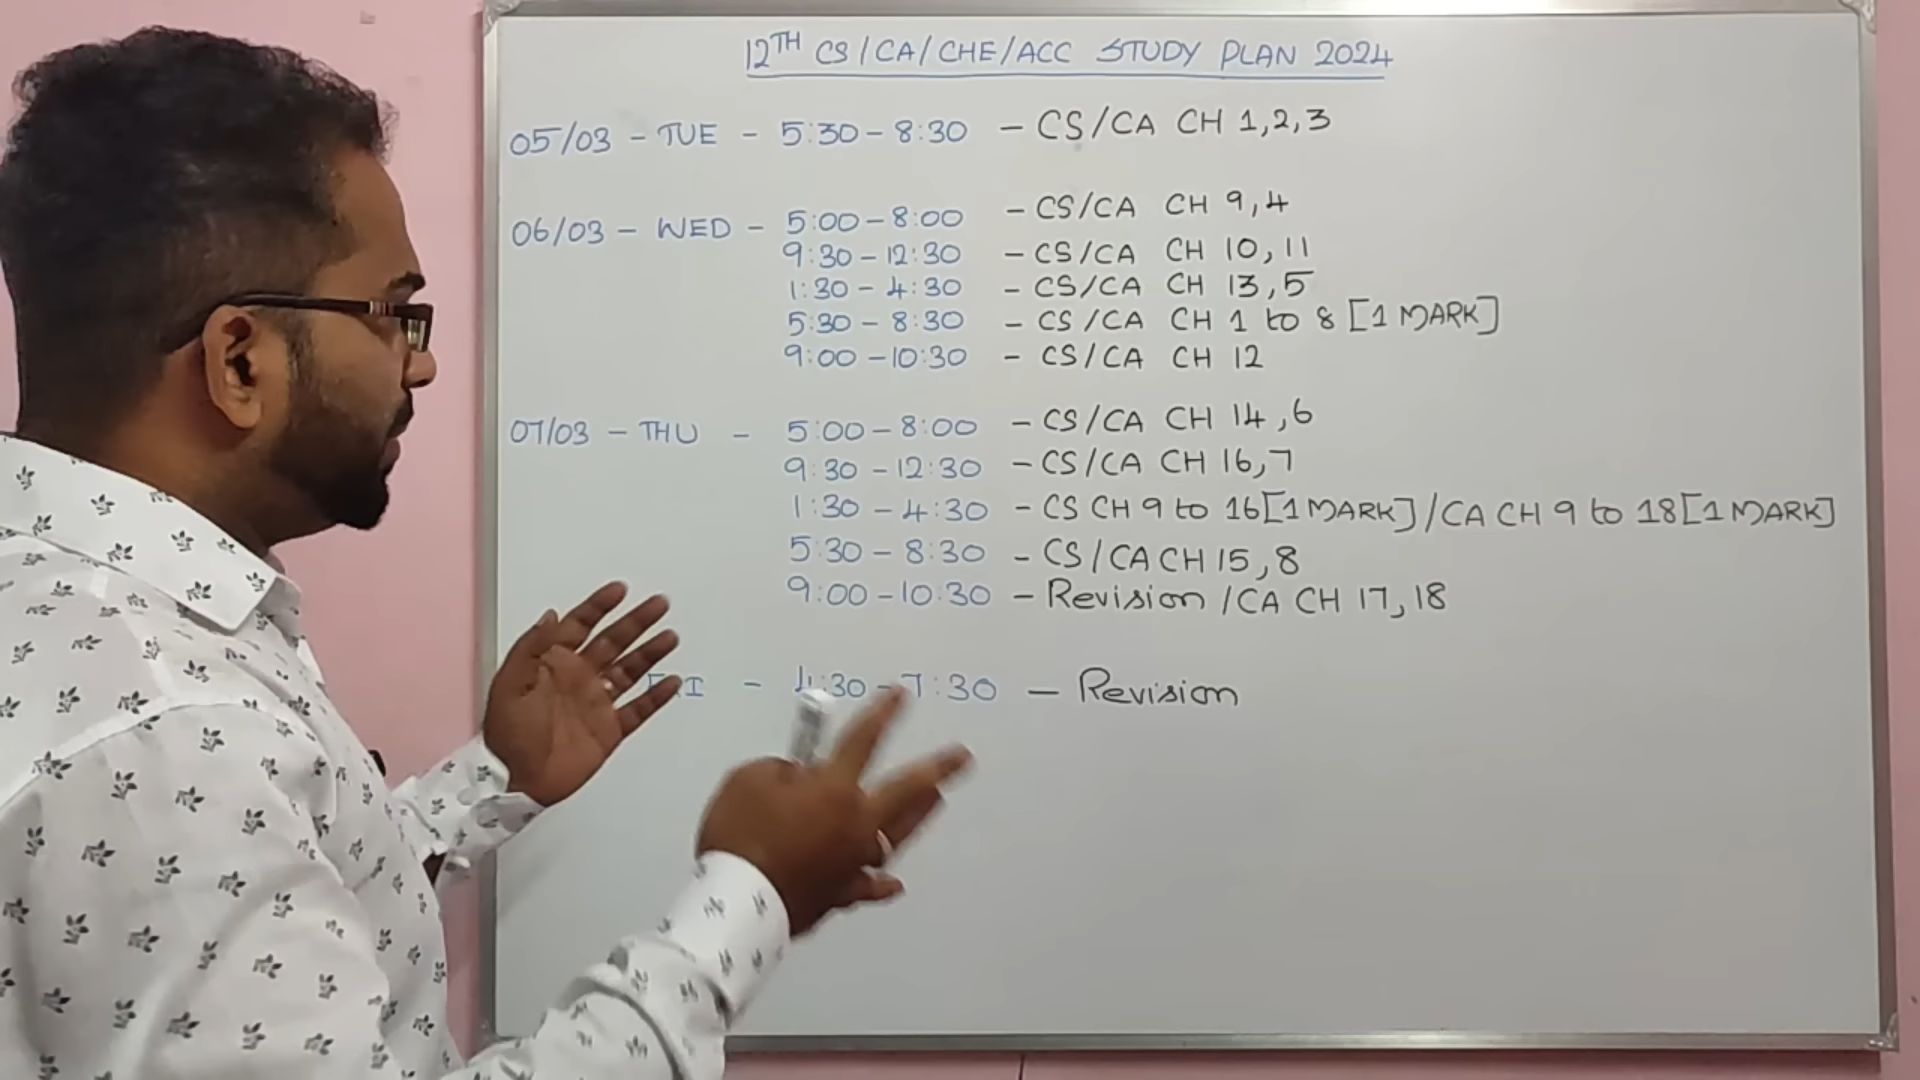 12TH CS/CA/CHE/ACC STUDY PLAN 2024
05/03 - TUE - 5:30 - 8:30 - CS/CA CH 1,2,3
06/03 - WED - 5:00 - 8:00 - CS/CA CH 9,4
9:30 - 12:30 - CS/CA CH 10,11
1:30 - 4:30 - CS/CA CH 13,5
5:30 - 8:30 - CS/CA CH 1 to 8 [1 MARK]
9:00 - 10:30 - CS/CA CH 12
07/03 - THU - 5:00 - 8:00 - CS/CA CH 14,6
9:30 - 12:30 - CS/CA CH 16,7
1:30 - 4:30 - CS CH 9 to 16 [1 MARK] / CA CH 9 to 18 [1 MARK]
5:30 - 8:30 - CS/CA CH 15,8
9:00 - 10:30 - Revision / CA CH 17,18
FRI - 4:30 - 7:30 - Revision